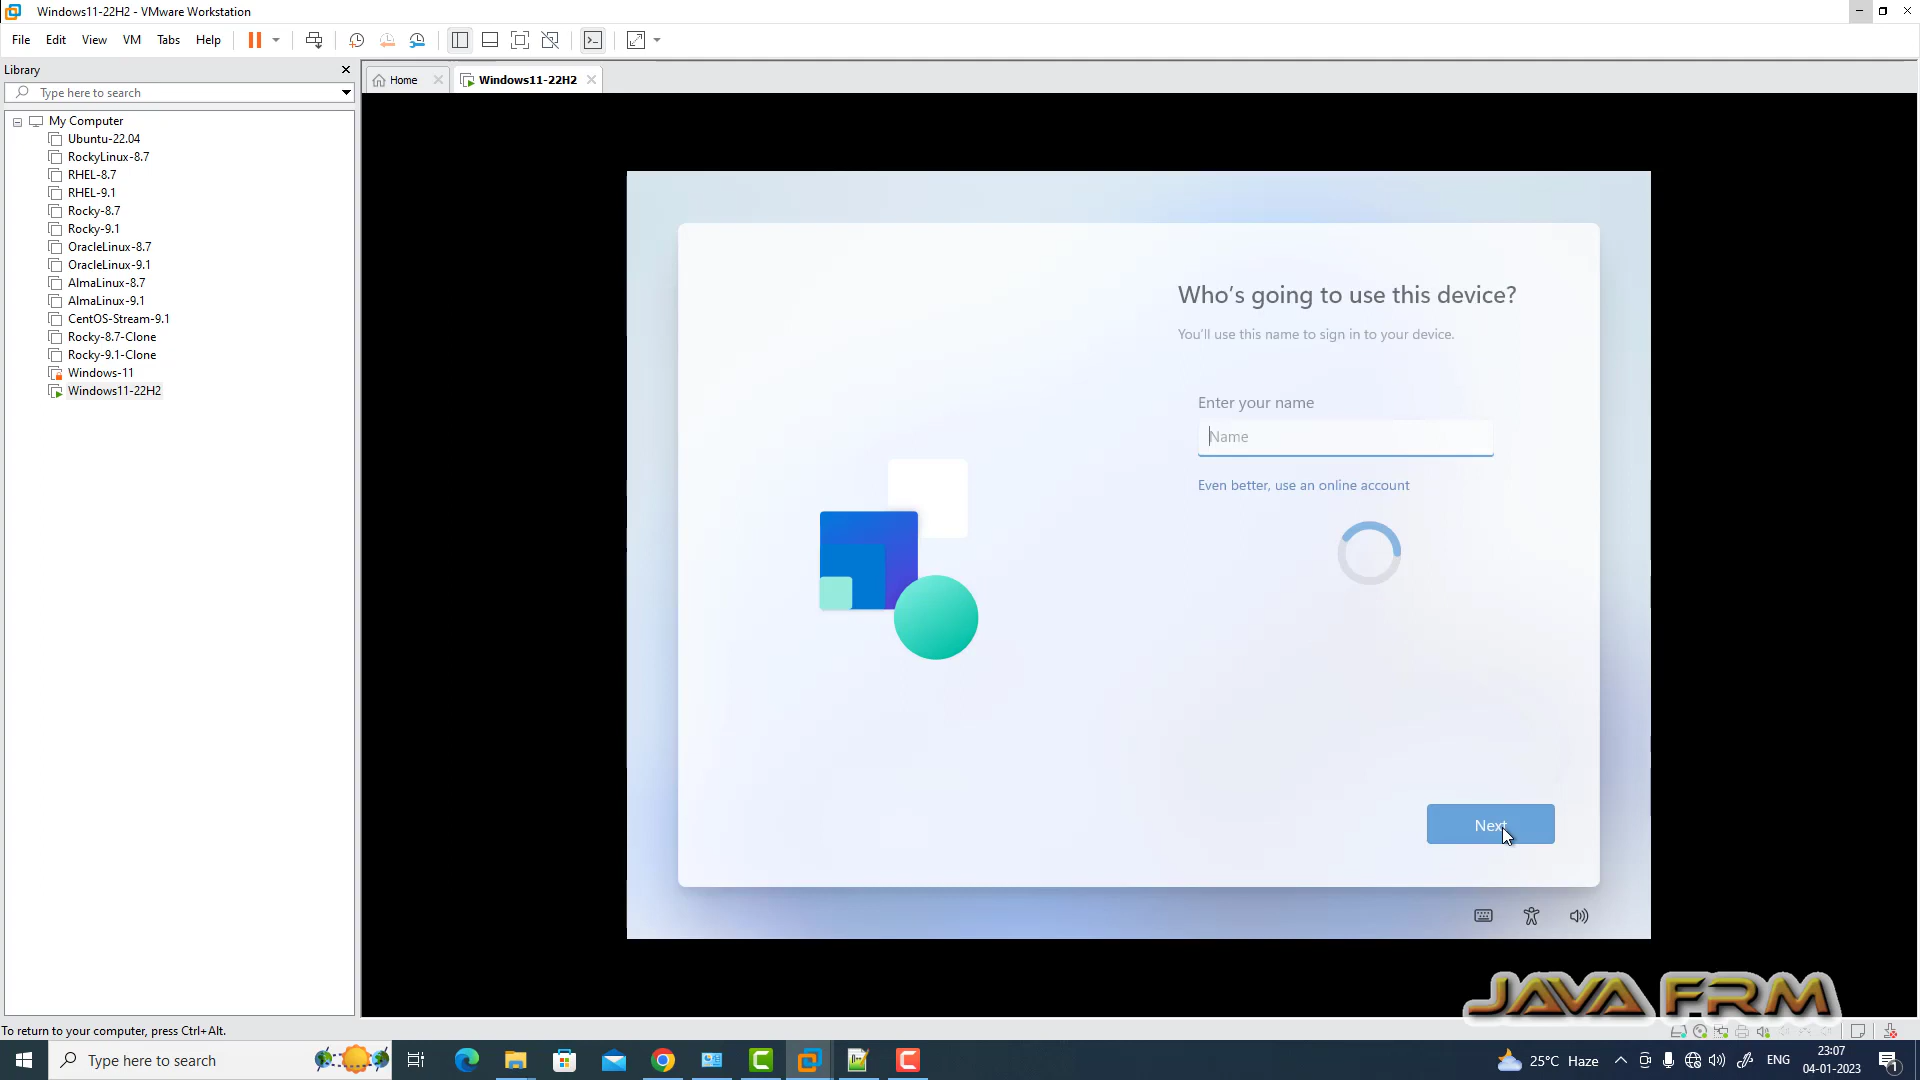 Windows11-22H2 - VMware Workstation
File Edit View VM Tabs Help
Library
Type here to search
Home
Windows11-22H2
My Computer
Ubuntu-22.04
RockyLinux-8.7
RHEL-8.7
RHEL-9.1
Rocky-8.7
Rocky-9.1
OracleLinux-8.7
OracleLinux-9.1
AlmaLinux-8.7
AlmaLinux-9.1
CentOS-Stream-9.1
Rocky-8.7-Clone
Rocky-9.1-Clone
Windows-11
Windows11-22H2
Who's going to use this device?
You'll use this name to sign in to your device.
Enter your name
Name
Even better, use an online account
Next
JAVA FRM
To return to your computer, press Ctrl+Alt.
Type here to search
25°C Haze
ENG
23:07
04-01-2023
1